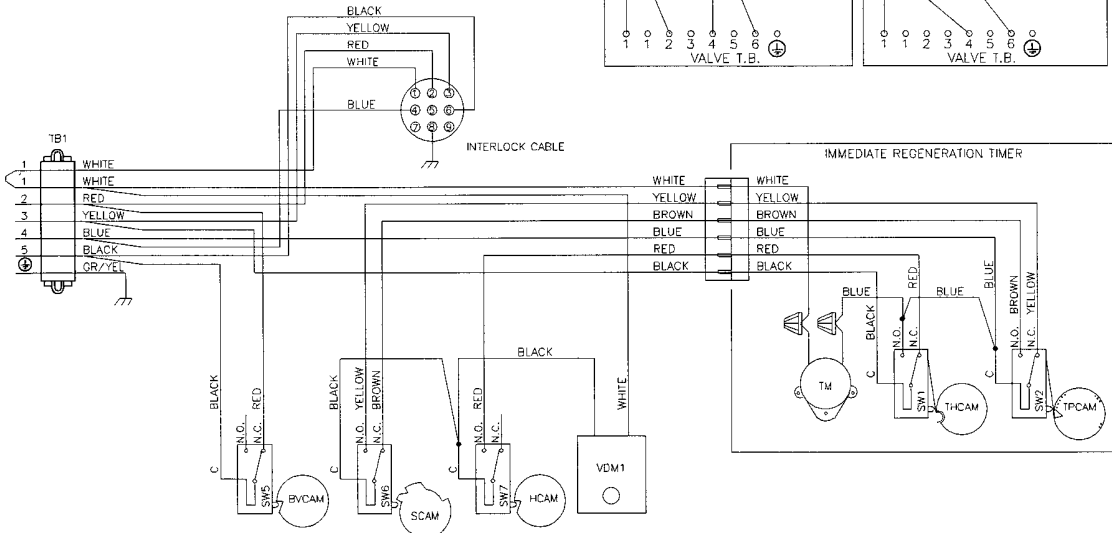 BLACK
YELLOW
RED
WHITE
BLUE
1 2 3
4 5 6
7 8 9
INTERLOCK CABLE
1 1 2 3 4 5 6
VALVE T.B.
1 1 2 3 4 5 6
VALVE T.B.
TB1
1 WHITE
1 WHITE
2 RED
3 YELLOW
4 BLUE
5 BLACK
GR/YEL
IMMEDIATE REGENERATION TIMER
WHITE WHITE
YELLOW YELLOW
BROWN BROWN
BLUE BLUE
RED RED
BLACK BLACK
BLUE
BLACK
RED
BLUE
BLUE
BROWN
YELLOW
N.O.
N.C.
C
SW1
THCAM
TM
N.O.
N.C.
C
SW2
TPCAM
BLACK
RED
N.O.
N.C.
C
SW5
BVCAM
BLACK
YELLOW
BROWN
N.O.
N.C.
C
SW6
SCAM
RED
BLACK
N.O.
N.C.
C
SW7
HCAM
WHITE
VDM1